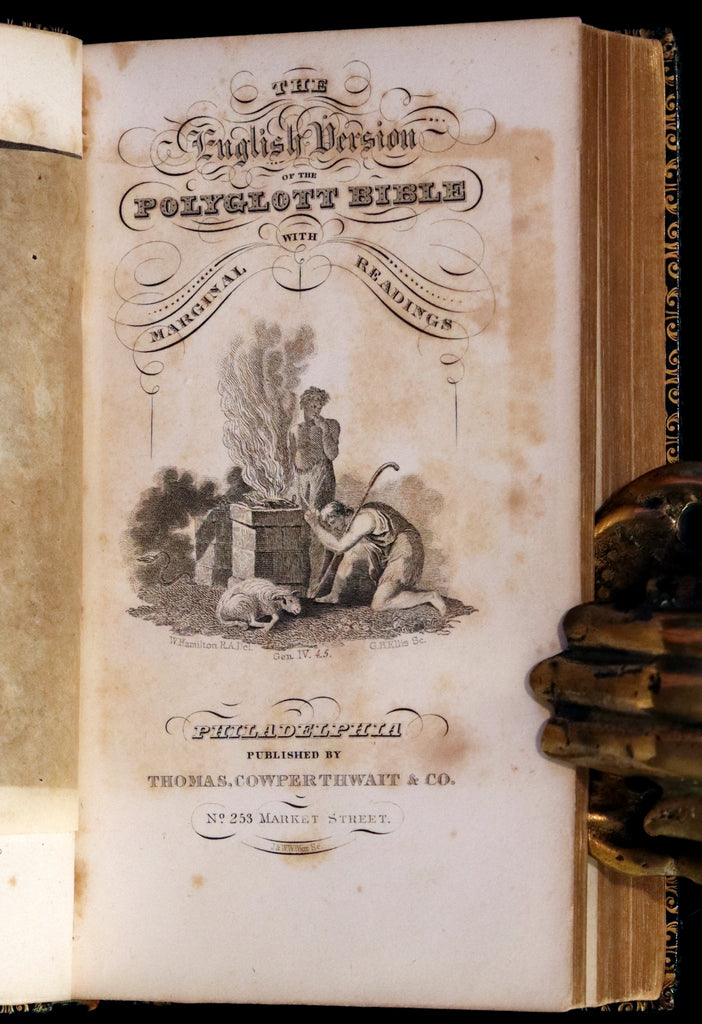 THE
English Version
OF THE
POLYGLOTT BIBLE
WITH
MARGINAL READINGS
W. Hamilton R.A. Del. G.B. Ellis Sc.
Gen. IV. 4.5.
PHILADELPHIA
PUBLISHED BY
THOMAS, COWPERTHWAIT & CO.
No 253 MARKET STREET.